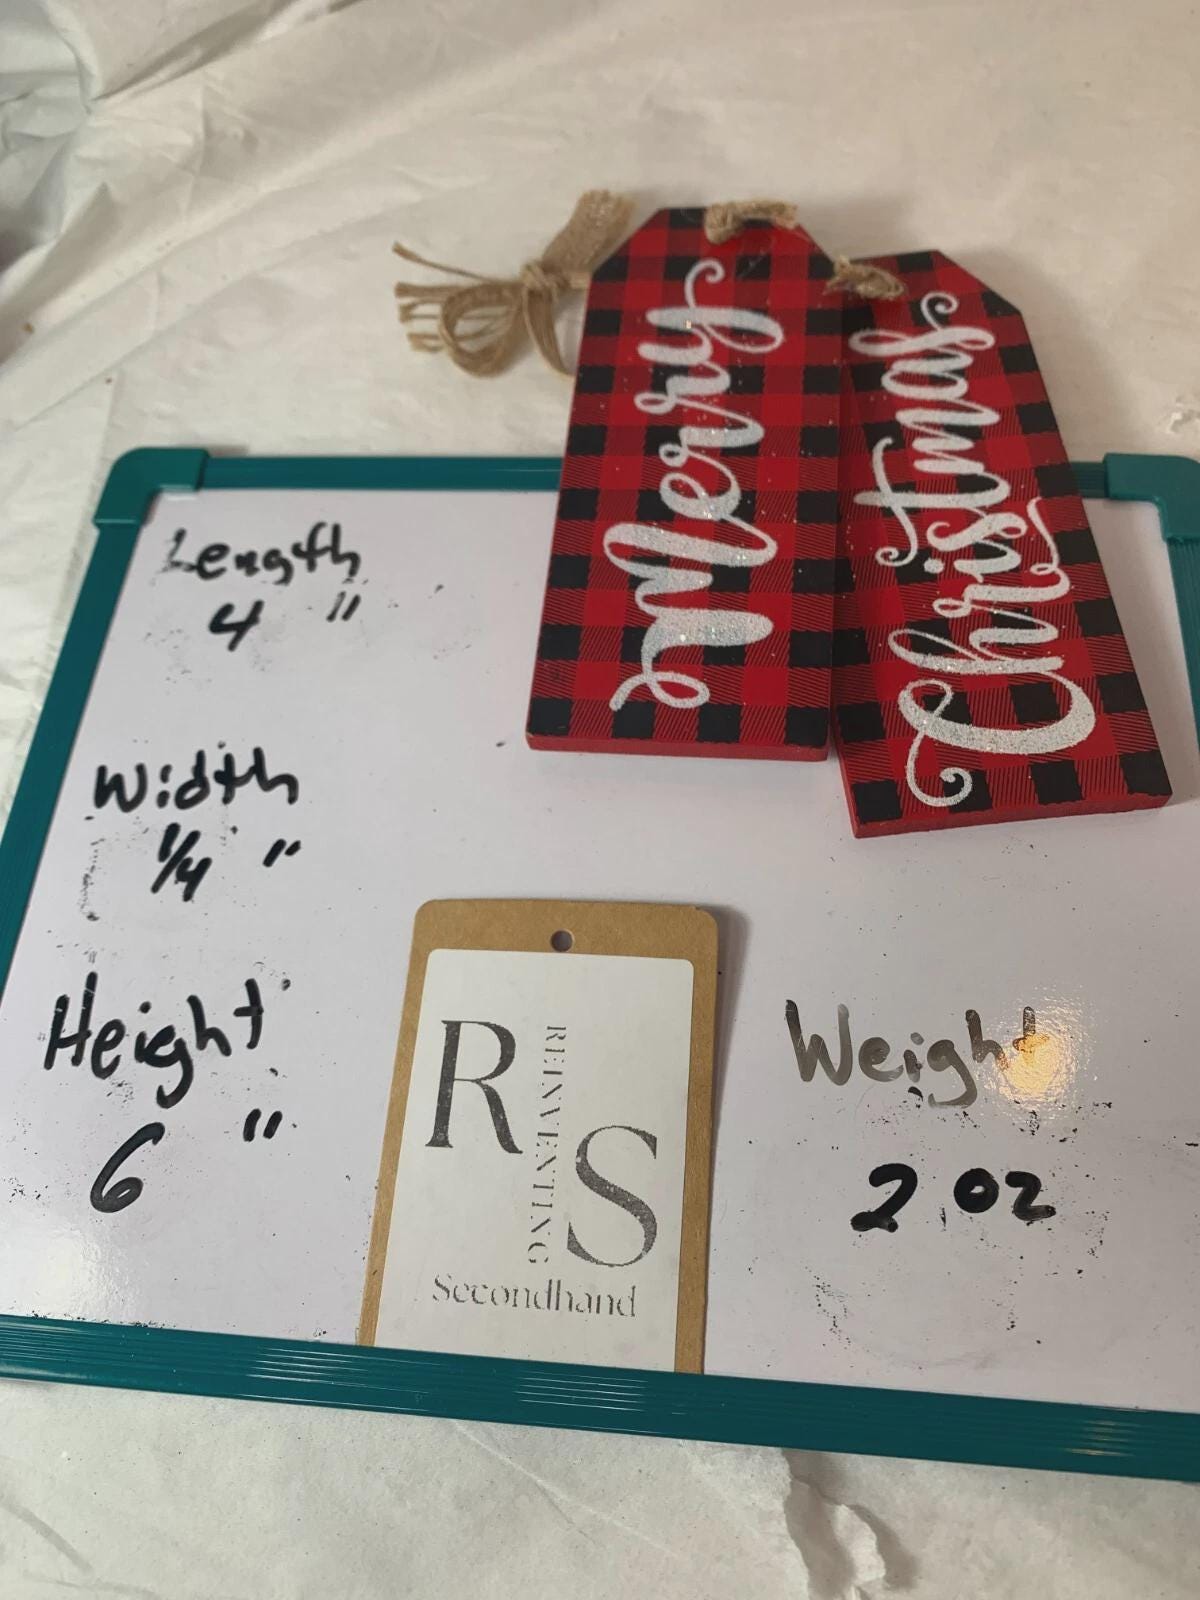 Merry
Christmas
Length
4 "
Width
1/4 "
Height
6 "
R
REINVENTING
S
Secondhand
Weight
2 oz